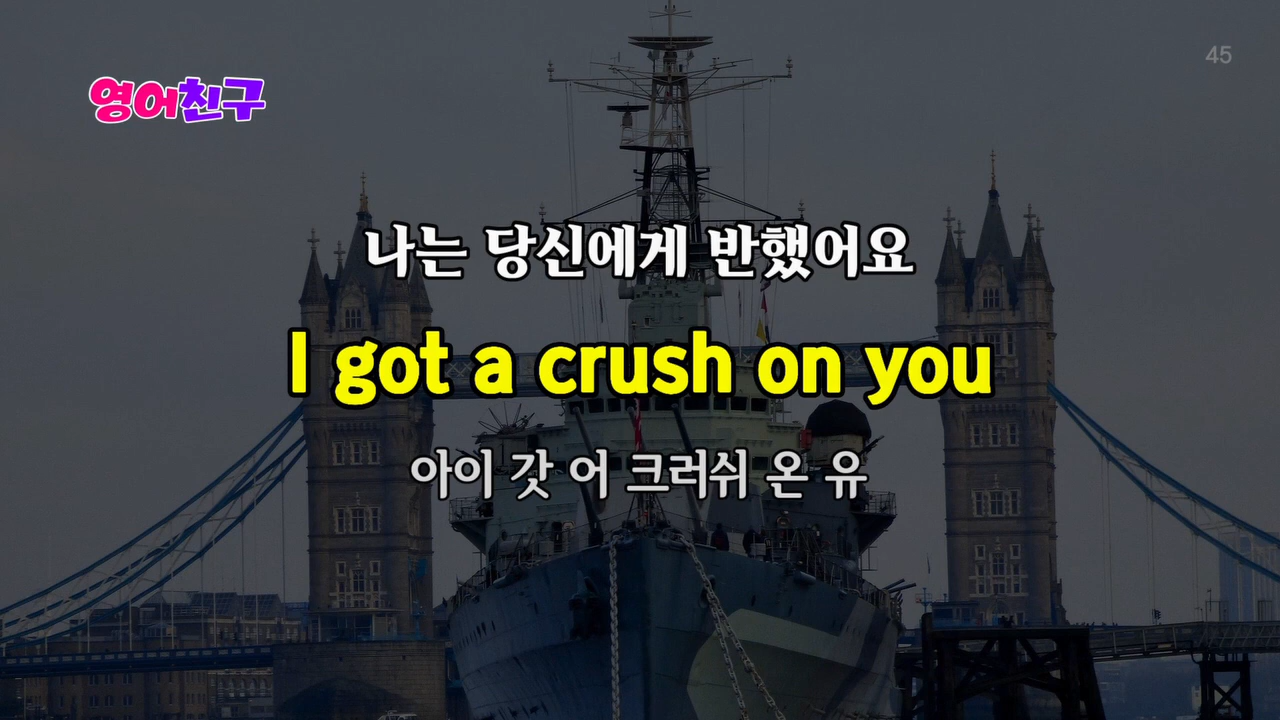 45
영어친구
나는 당신에게 반했어요
I got a crush on you
아이 갓 어 크러쉬 온 유